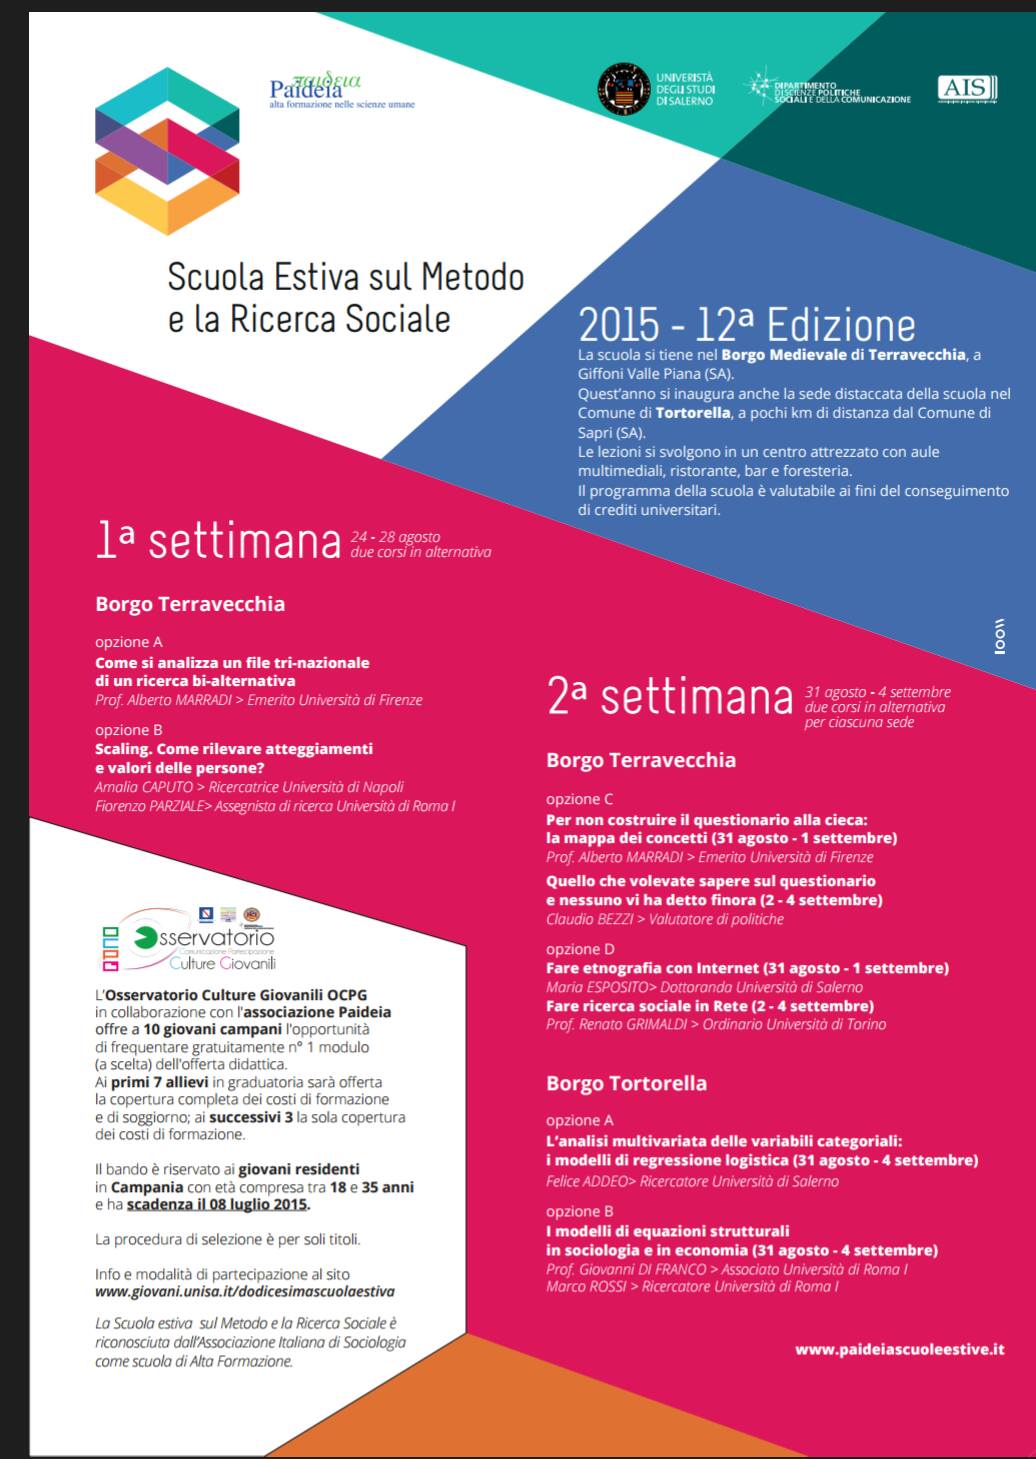 παιδεια
Paideia
alta formazione nelle scienze umane
UNIVERISTÀ
DEGLI STUDI
DI SALERNO
DIPARTIMENTO
DI SCIENZE POLITICHE
SOCIALI E DELLA COMUNICAZIONE
AIS
Scuola Estiva sul Metodo
e la Ricerca Sociale
2015 - 12ª Edizione
La scuola si tiene nel Borgo Medievale di Terravecchia, a
Giffoni Valle Piana (SA).
Quest'anno si inaugura anche la sede distaccata della scuola nel
Comune di Tortorella, a pochi km di distanza dal Comune di
Sapri (SA).
Le lezioni si svolgono in un centro attrezzato con aule
multimediali, ristorante, bar e foresteria.
Il programma della scuola è valutabile ai fini del conseguimento
di crediti universitari.
1ª settimana
24 - 28 agosto
due corsi in alternativa
Borgo Terravecchia
opzione A
Come si analizza un file tri-nazionale
di un ricerca bi-alternativa
Prof. Alberto MARRADI > Emerito Università di Firenze
opzione B
Scaling. Come rilevare atteggiamenti
e valori delle persone?
Amalia CAPUTO > Ricercatrice Università di Napoli
Fiorenzo PARZIALE> Assegnista di ricerca Università di Roma I
2ª settimana
31 agosto - 4 settembre
due corsi in alternativa
per ciascuna sede
Borgo Terravecchia
opzione C
Per non costruire il questionario alla cieca:
la mappa dei concetti (31 agosto - 1 settembre)
Prof. Alberto MARRADI > Emerito Università di Firenze
Quello che volevate sapere sul questionario
e nessuno vi ha detto finora (2 - 4 settembre)
Claudio BEZZI > Valutatore di politiche
opzione D
Fare etnografia con Internet (31 agosto - 1 settembre)
Maria ESPOSITO> Dottoranda Università di Salerno
Fare ricerca sociale in Rete (2 - 4 settembre)
Prof. Renato GRIMALDI > Ordinario Università di Torino
Borgo Tortorella
opzione A
L'analisi multivariata delle variabili categoriali:
i modelli di regressione logistica (31 agosto - 4 settembre)
Felice ADDEO> Ricercatore Università di Salerno
opzione B
I modelli di equazioni strutturali
in sociologia e in economia (31 agosto - 4 settembre)
Prof. Giovanni DI FRANCO > Associato Università di Roma I
Marco ROSSI > Ricercatore Università di Roma I
www.paideiascuoleestive.it
OCPG
Osservatorio
Comunicazione Partecipazione
Culture Giovanili
L'Osservatorio Culture Giovanili OCPG
in collaborazione con l'associazione Paideia
offre a 10 giovani campani l'opportunità
di frequentare gratuitamente n° 1 modulo
(a scelta) dell'offerta didattica.
Ai primi 7 allievi in graduatoria sarà offerta
la copertura completa dei costi di formazione
e di soggiorno; ai successivi 3 la sola copertura
dei costi di formazione.
Il bando è riservato ai giovani residenti
in Campania con età compresa tra 18 e 35 anni
e ha scadenza il 08 luglio 2015.
La procedura di selezione è per soli titoli.
Info e modalità di partecipazione al sito
www.giovani.unisa.it/dodicesimascuolaestiva
La Scuola estiva sul Metodo e la Ricerca Sociale è
riconosciuta dall'Associazione Italiana di Sociologia
come scuola di Alta Formazione.